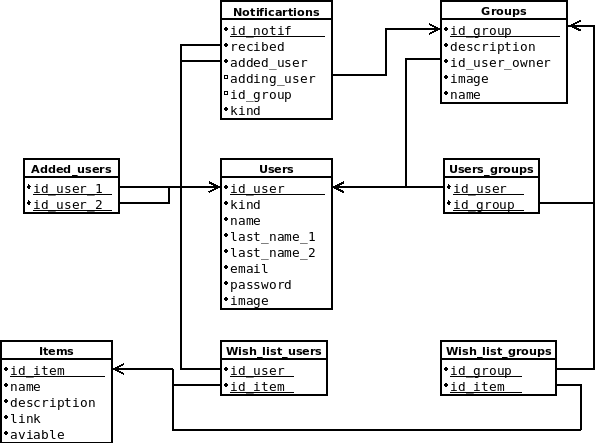 Notificartions
id_notif
recibed
added_user
adding_user
id_group
kind
Groups
id_group
description
id_user_owner
image
name
Added_users
id_user_1
id_user_2
Users
id_user
kind
name
last_name_1
last_name_2
email
password
image
Users_groups
id_user
id_group
Items
id_item
name
description
link
aviable
Wish_list_users
id_user
id_item
Wish_list_groups
id_group
id_item